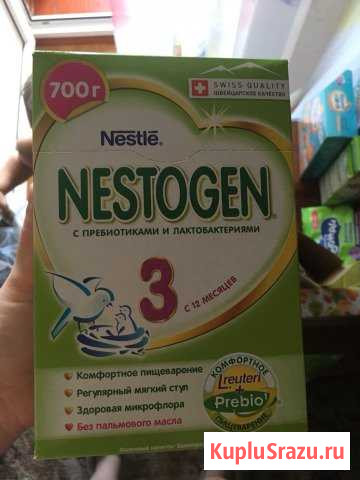 700 г
SWISS QUALITY
ШВЕЙЦАРСКОЕ КАЧЕСТВО
Nestlé®
NESTOGEN®
С ПРЕБИОТИКАМИ И ЛАКТОБАКТЕРИЯМИ
3
С 12 МЕСЯЦЕВ
Комфортное пищеварение
Регулярный мягкий стул
Здоровая микрофлора
Без пальмового масла
КОМФОРТНОЕ
L.reuteri
+
Prebio
ПИЩЕВАРЕНИЕ
KupluSrazu.ru